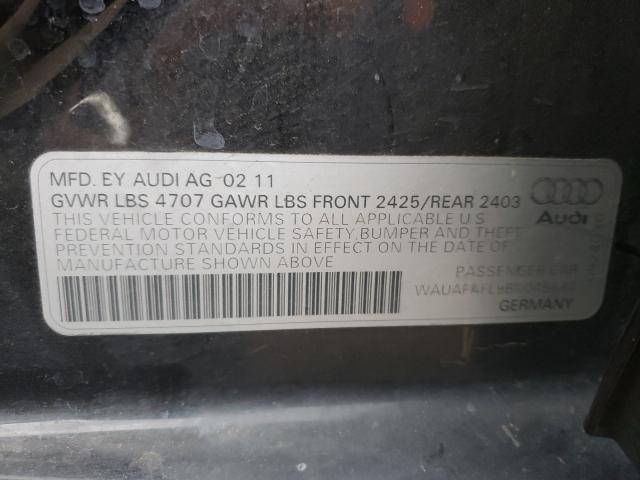 MFD. EY AUDI AG 02 11
GVWR LBS 4707 GAWR LBS FRONT 2425/REAR 2403
THIS VEHICLE CONFORMS TO ALL APPLICABLE U S
FEDERAL MOTOR VEHICLE SAFETY, BUMPER AND THEFT
PREVENTION STANDARDS IN EFFECT ON THE DATE OF
MANUFACTURE SHOWN ABOVE
Audi
PASSENGER CAR
GERMANY